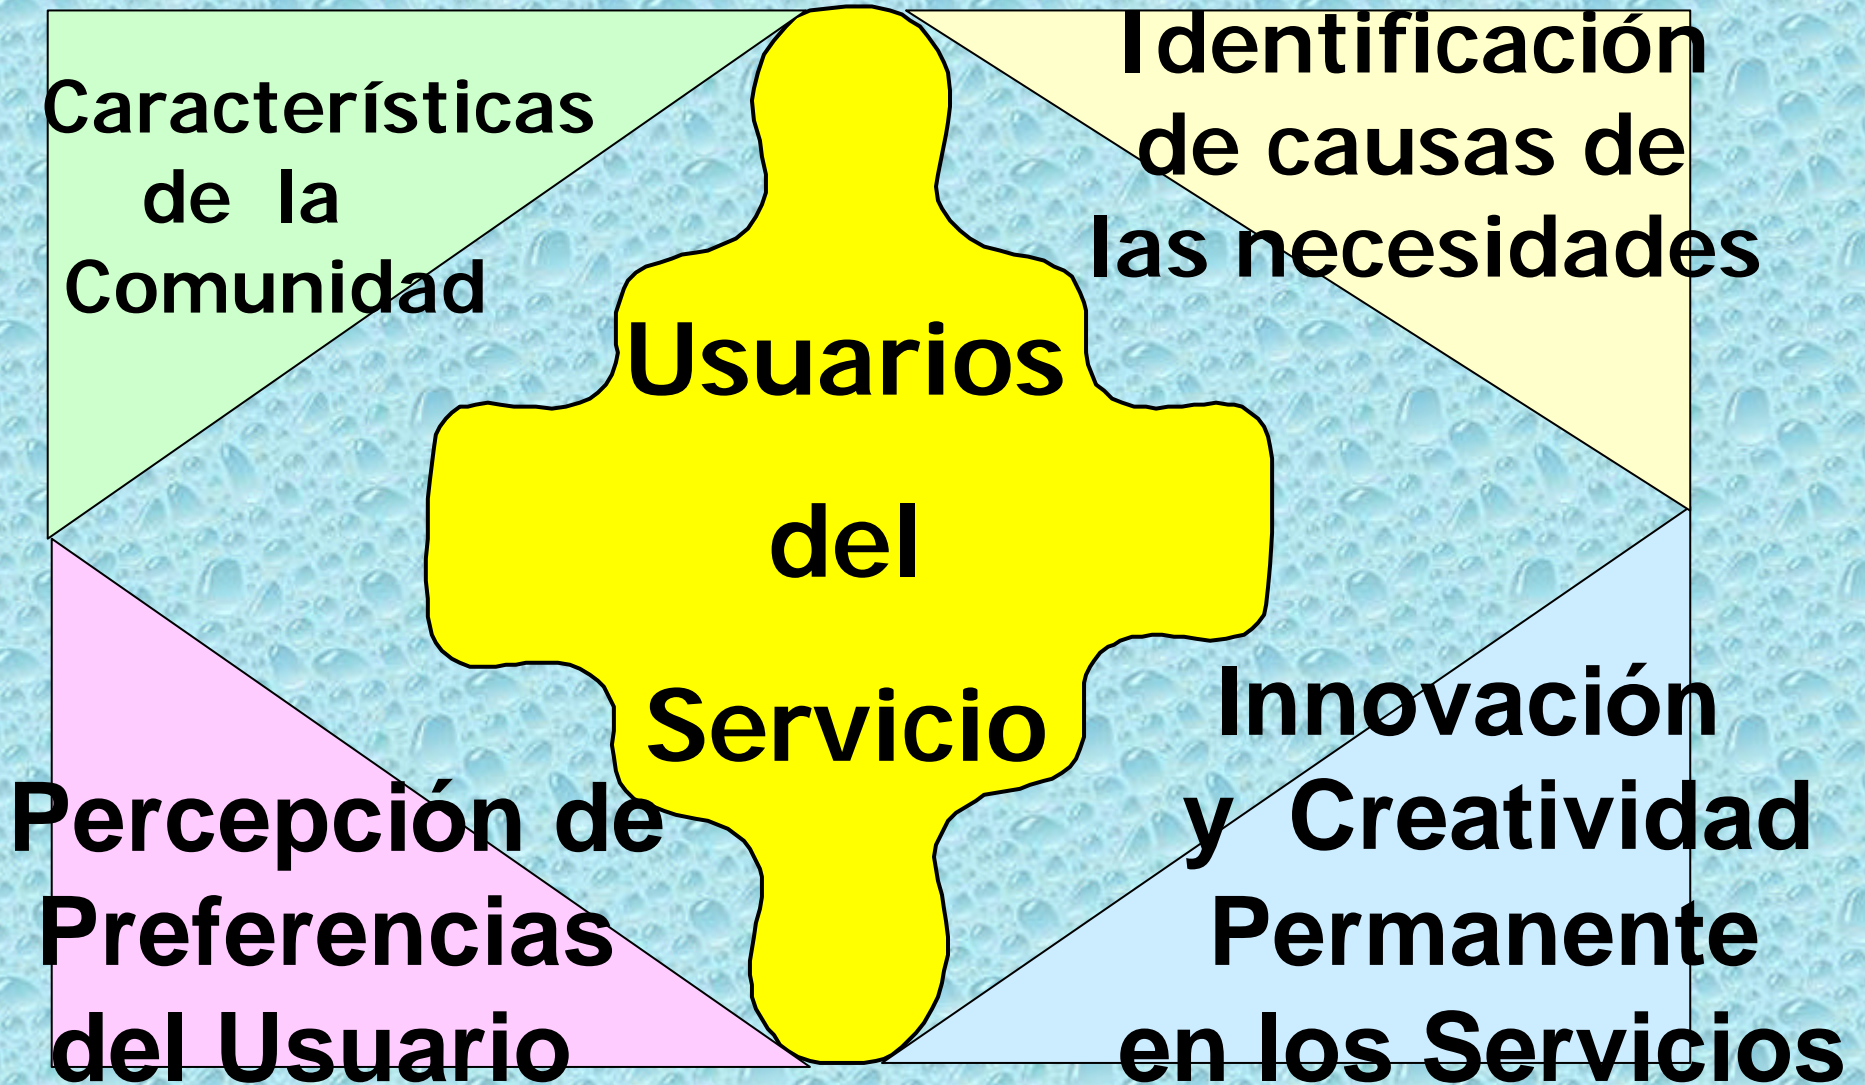 Características
de la
Comunidad
Identificación
de causas de
las necesidades
Usuarios
del
Servicio
Percepción de
Preferencias
del Usuario
Innovación
y Creatividad
Permanente
en los Servicios